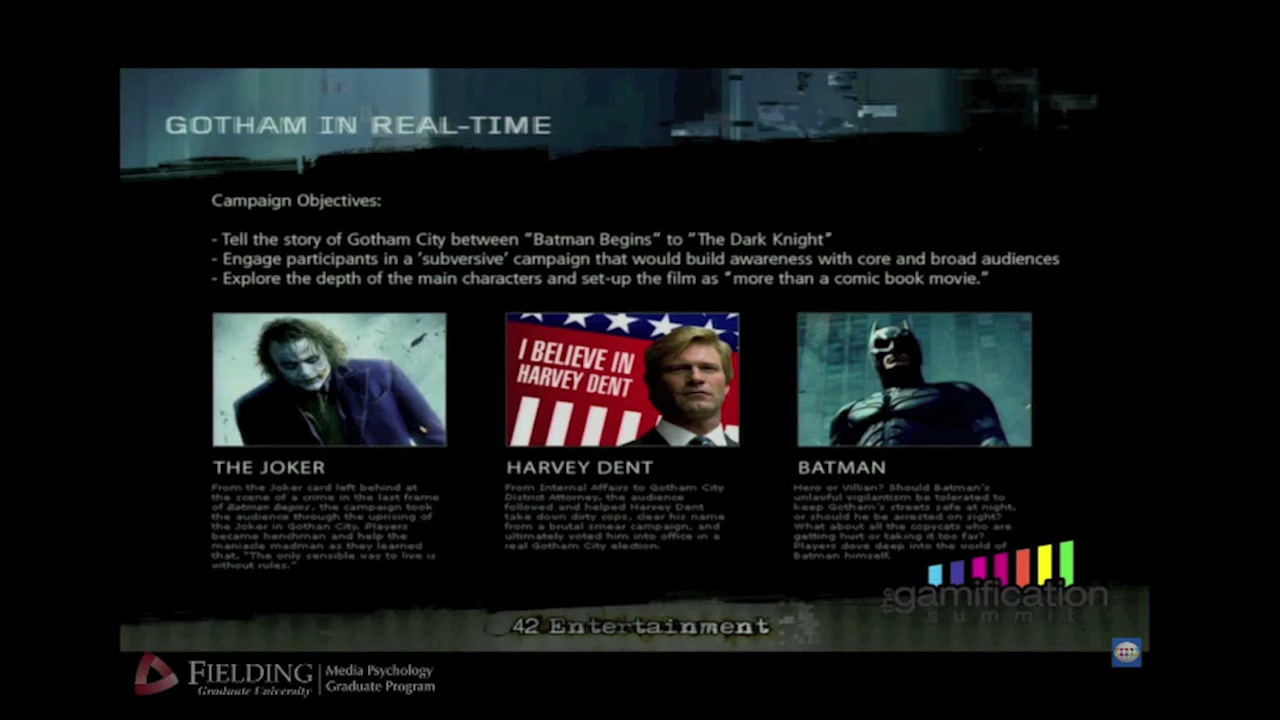 GOTHAM IN REAL-TIME
Campaign Objectives:
- Tell the story of Gotham City between "Batman Begins" to "The Dark Knight"
- Engage participants in a 'subversive' campaign that would build awareness with core and broad audiences
- Explore the depth of the main characters and set-up the film as "more than a comic book movie."
I BELIEVE IN
HARVEY DENT
THE JOKER
From the Joker card left behind at
the scene of a crime in the last frame
of Batman Begins, the campaign took
the audience through the uprising of
the Joker in Gothan City. Players
became henchman and help the
maniacle madman as they learned
that, "The only sensible way to live is
without rules."
HARVEY DENT
From Internal Affairs to Gotham City
District Attorney, the audience
followed and helped Harvey Dent
take down dirty cops, clear his name
from a brutal smear campaign, and
ultimately voted him into office in a
real Gotham City election.
BATMAN
Hero or Villian? Should Batman's
unlawful vigilantism be tolerated to
keep Gotham's streets safe at night,
or should he be arrested on sight?
What about all the copycats who are
getting hurt or taking it too far?
Players dove deep into the world of
Batman himself.
the gamification
summit
42 Entertainment
FIELDING
Graduate University
Media Psychology
Graduate Program